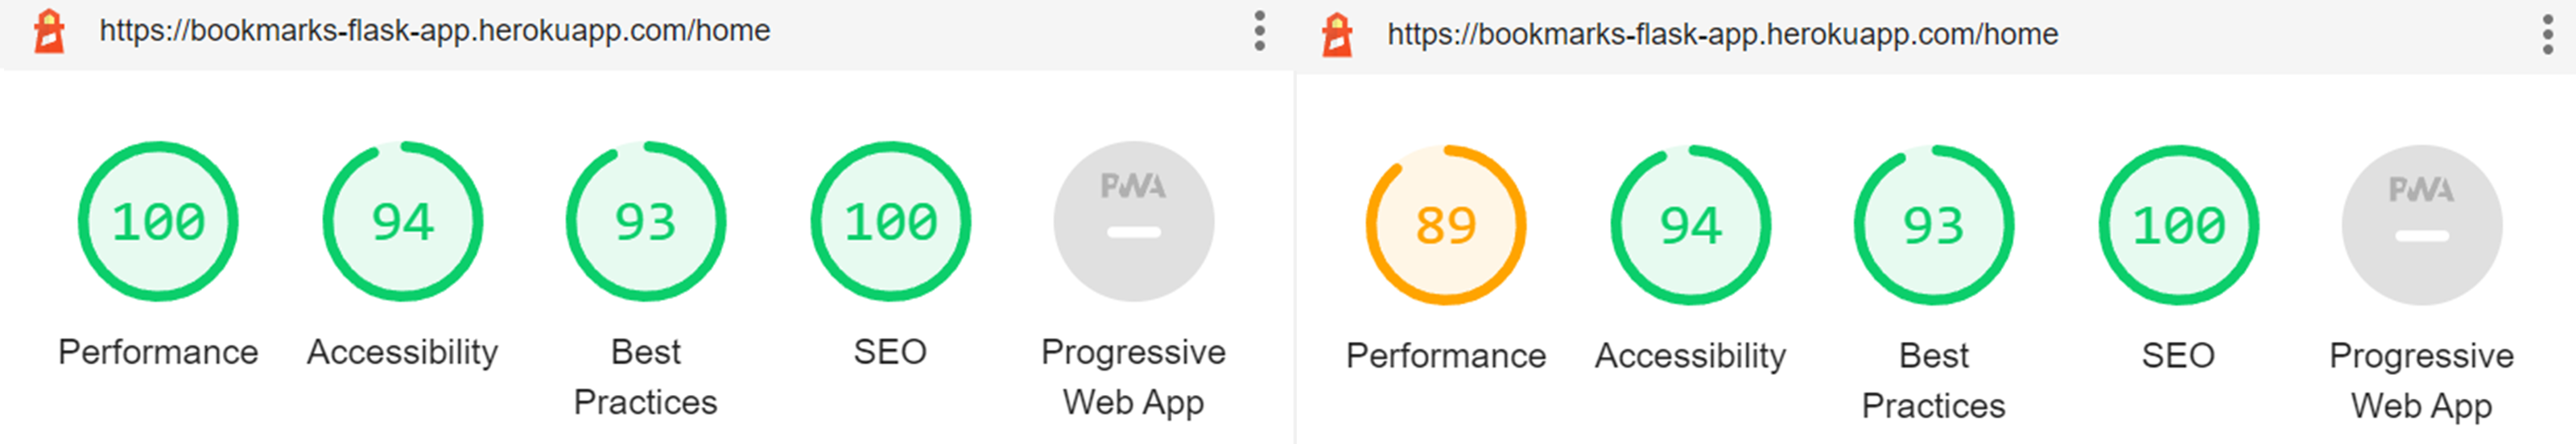 https://bookmarks-flask-app.herokuapp.com/home
100
94
93
100
PWA
Performance
Accessibility
Best
Practices
SEO
Progressive
Web App
https://bookmarks-flask-app.herokuapp.com/home
89
94
93
100
PWA
Performance
Accessibility
Best
Practices
SEO
Progressive
Web App